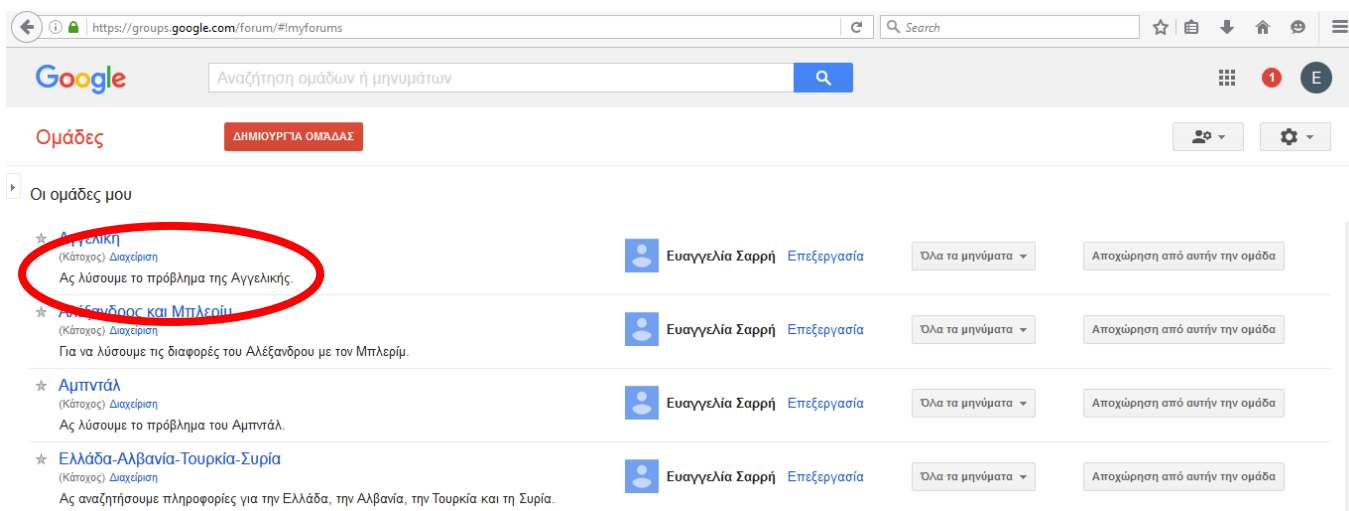 https://groups.google.com/forum/#!myforums
Search
Google
Αναζήτηση ομάδων ή μηνυμάτων
1
E
Ομάδες
ΔΗΜΙΟΥΡΓΊΑ ΟΜΆΔΑΣ
Οι ομάδες μου
Αγγελική
(Κάτοχος) Διαχείριση
Ας λύσουμε το πρόβλημα της Αγγελικής.
Ευαγγελία Σαρρή Επεξεργασία
Όλα τα μηνύματα
Αποχώρηση από αυτήν την ομάδα
Αλέξανδρος και Μπλερίμ
(Κάτοχος) Διαχείριση
Για να λύσουμε τις διαφορές του Αλέξανδρου με τον Μπλερίμ.
Ευαγγελία Σαρρή Επεξεργασία
Όλα τα μηνύματα
Αποχώρηση από αυτήν την ομάδα
Αμπντάλ
(Κάτοχος) Διαχείριση
Ας λύσουμε το πρόβλημα του Αμπντάλ.
Ευαγγελία Σαρρή Επεξεργασία
Όλα τα μηνύματα
Αποχώρηση από αυτήν την ομάδα
Ελλάδα-Αλβανία-Τουρκία-Συρία
(Κάτοχος) Διαχείριση
Ας αναζητήσουμε πληροφορίες για την Ελλάδα, την Αλβανία, την Τουρκία και τη Συρία.
Ευαγγελία Σαρρή Επεξεργασία
Όλα τα μηνύματα
Αποχώρηση από αυτήν την ομάδα